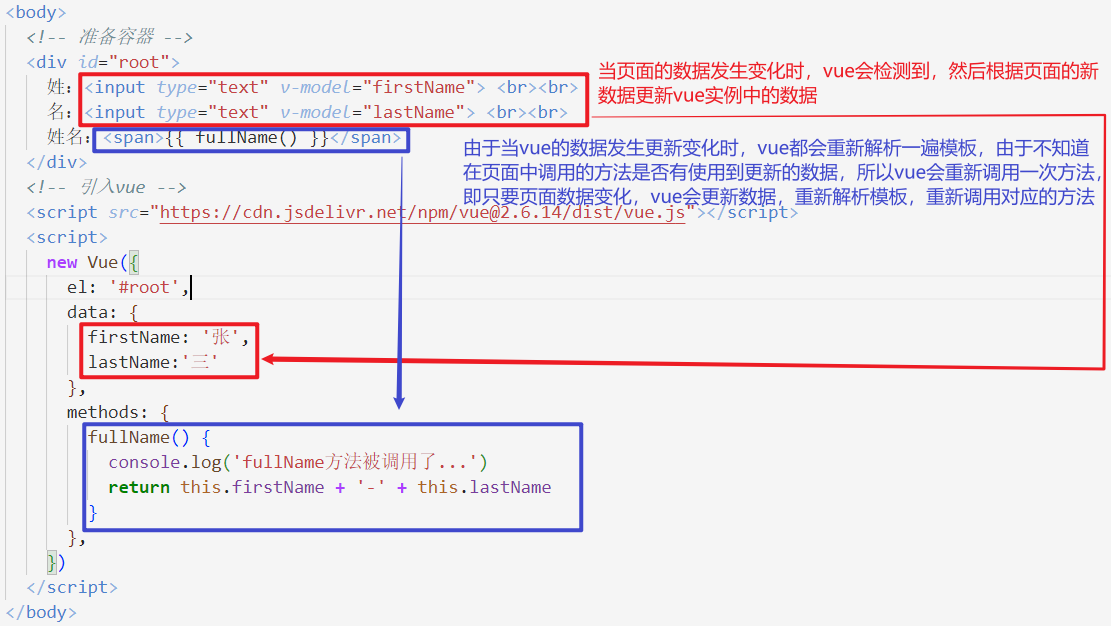 <body>
<!-- 准备容器 -->
<div id="root">
姓：<input type="text" v-model="firstName"> <br><br>
名：<input type="text" v-model="lastName"> <br><br>
姓名：<span>{{ fullName() }}</span>
</div>
当页面的数据发生变化时，vue会检测到，然后根据页面的新
数据更新vue实例中的数据
由于当vue的数据发生更新变化时，vue都会重新解析一遍模板，由于不知道
在页面中调用的方法是否有使用到更新的数据，所以vue会重新调用一次方法，
即只要页面数据变化，vue会更新数据，重新解析模板，重新调用对应的方法
<!-- 引入vue -->
<script src="https://cdn.jsdelivr.net/npm/vue@2.6.14/dist/vue.js"></script>
<script>
new Vue({
el: '#root',
data: {
firstName: '张',
lastName:'三'
},
methods: {
fullName() {
console.log('fullName方法被调用了...')
return this.firstName + '-' + this.lastName
}
},
})
</script>
</body>